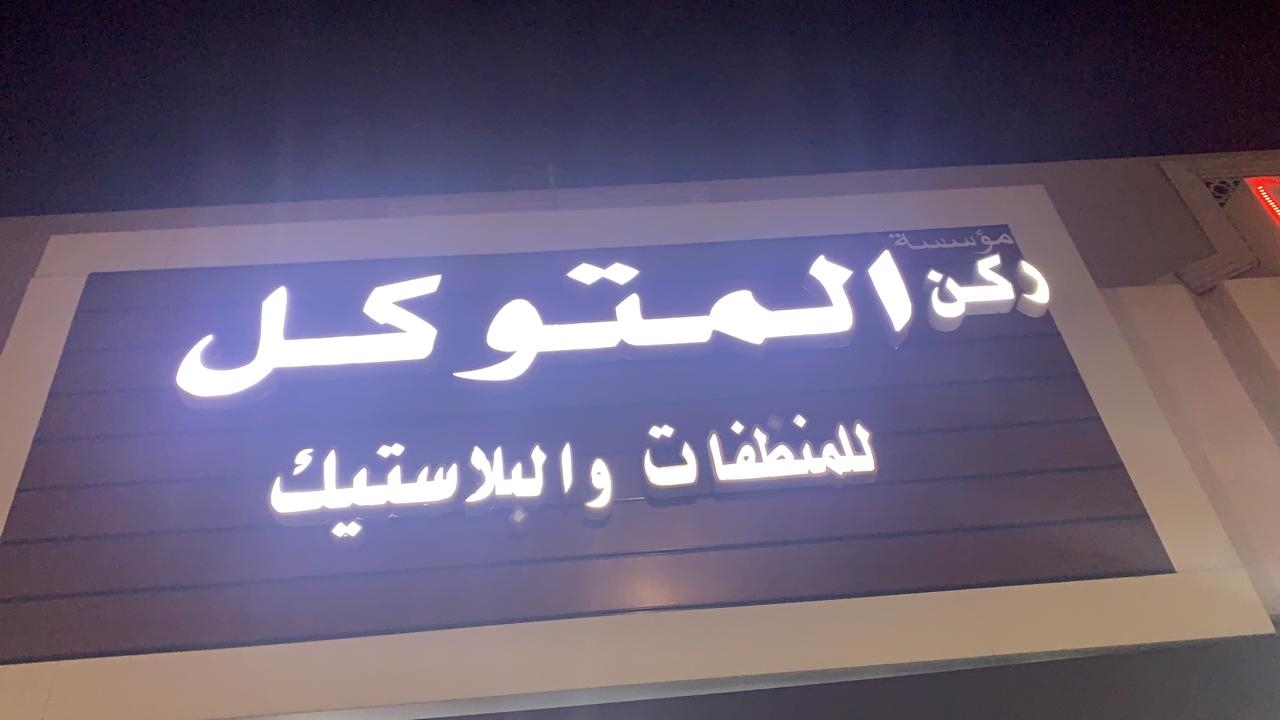 مؤسسة
ركن المتوكل
للمنظفات والبلاستيك